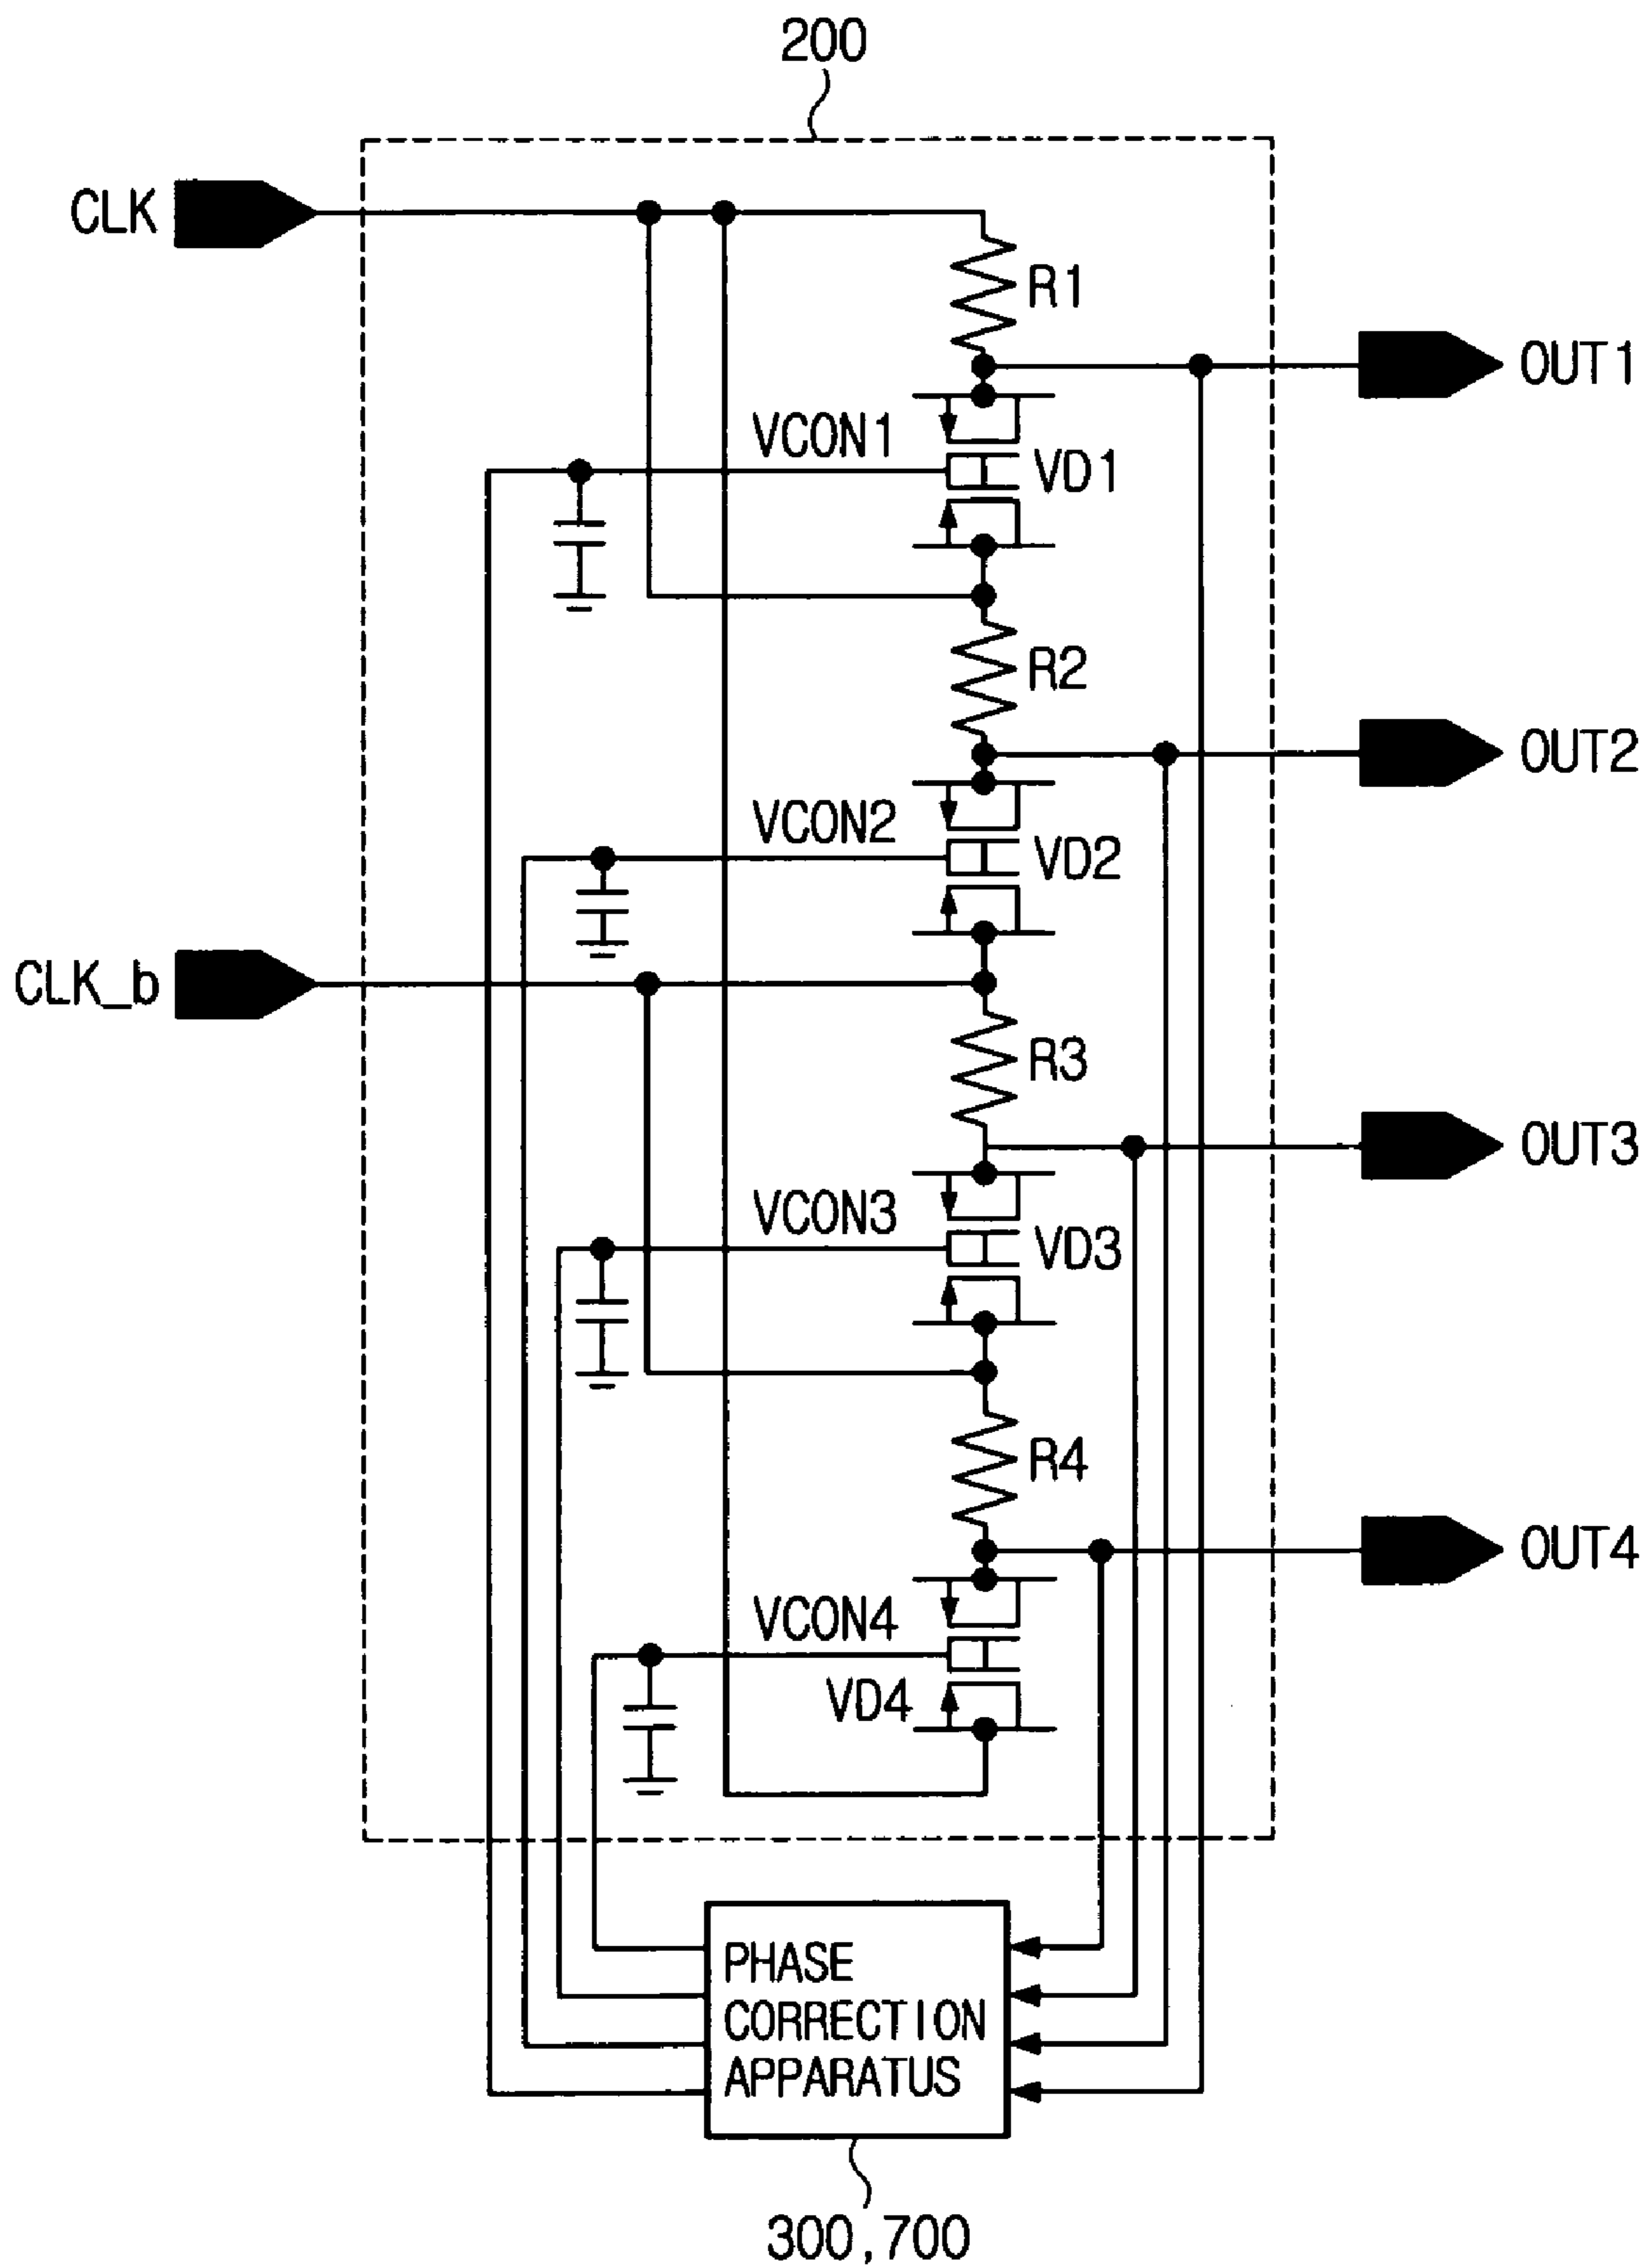 200
CLK
R1
OUT1
VCON1
VD1
R2
OUT2
VCON2
VD2
CLK_b
R3
OUT3
VCON3
VD3
R4
OUT4
VCON4
VD4
PHASE
CORRECTION
APPARATUS
300,700